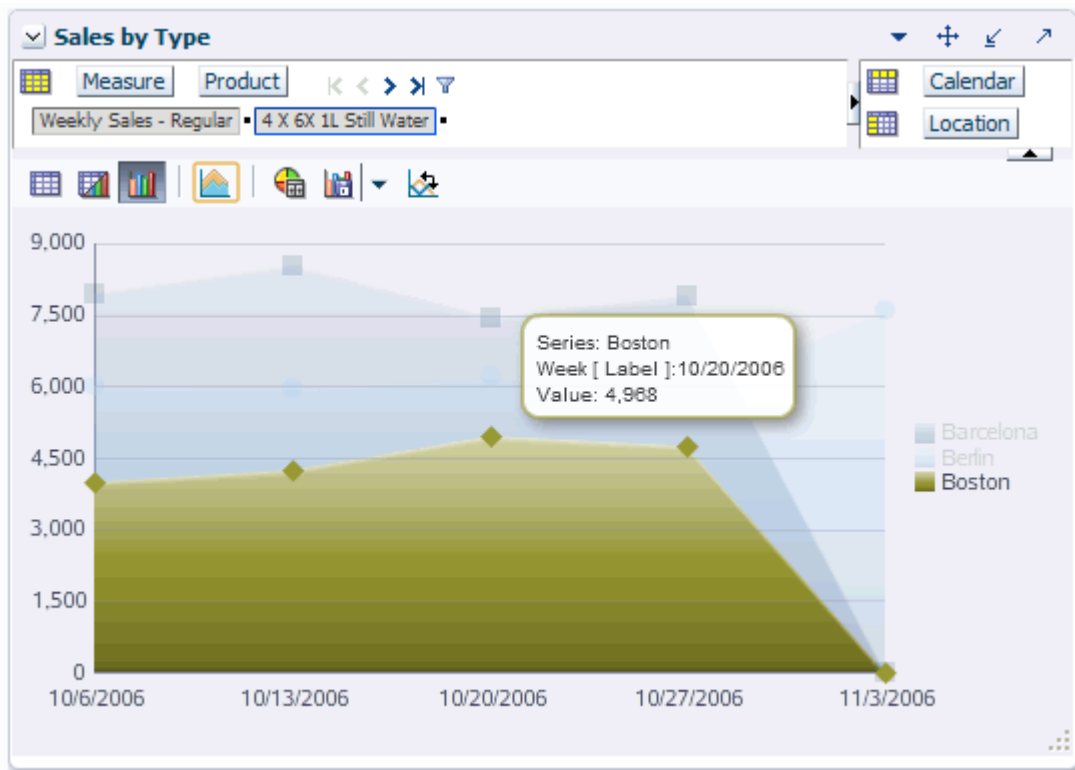 Sales by Type
Measure Product
Calendar
Weekly Sales - Regular 4 X 6X 1L Still Water
Location
9,000
7,500
6,000
4,500
3,000
1,500
0
Series: Boston
Week [ Label ]:10/20/2006
Value: 4,968
Barcelona
Berlin
Boston
10/6/2006 10/13/2006 10/20/2006 10/27/2006 11/3/2006